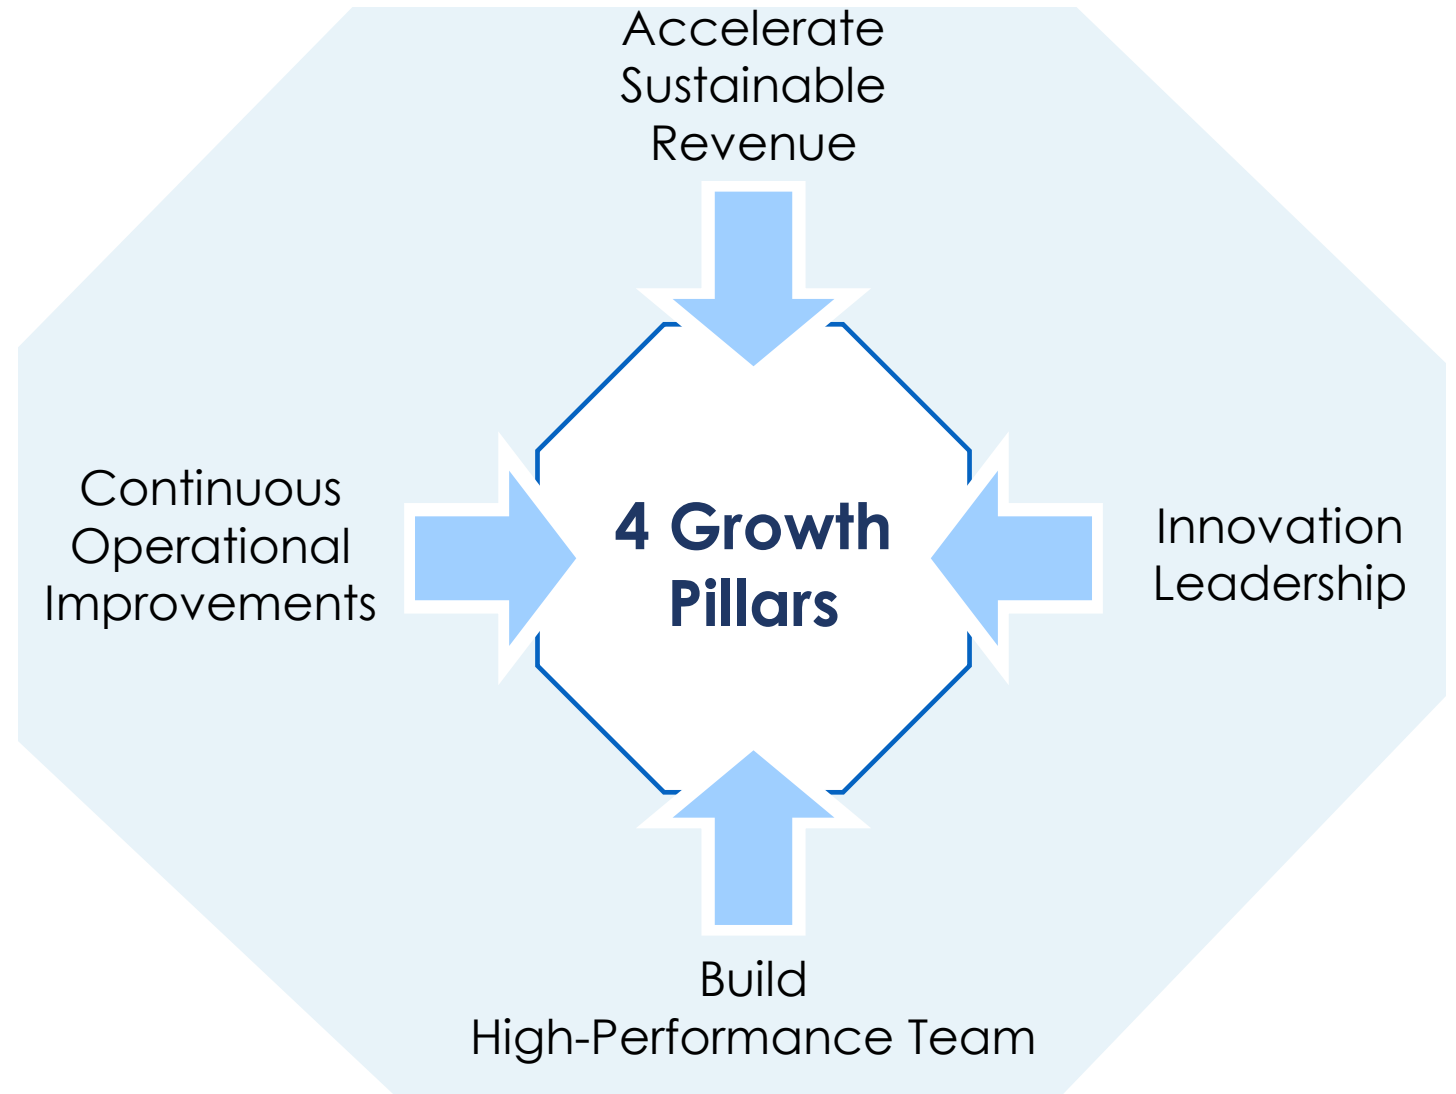 Accelerate
Sustainable
Revenue
Continuous
Operational
Improvements
4 Growth
Pillars
Innovation
Leadership
Build
High-Performance Team